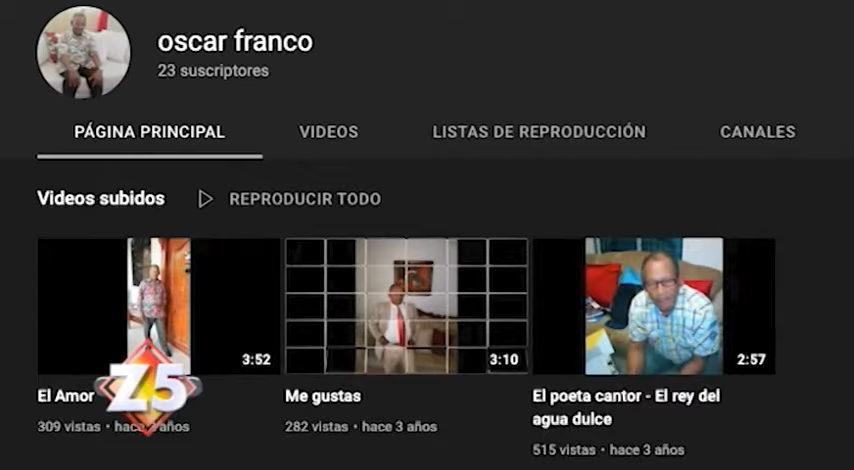 oscar franco
23 suscriptores
PÁGINA PRINCIPAL
VIDEOS
LISTAS DE REPRODUCCIÓN
CANALES
Videos subidos
REPRODUCIR TODO
3:52
3:10
2:57
El Amor
Z5
309 vistas • hace 3 años
Me gustas
282 vistas • hace 3 años
El poeta cantor - El rey del
agua dulce
515 vistas • hace 3 años